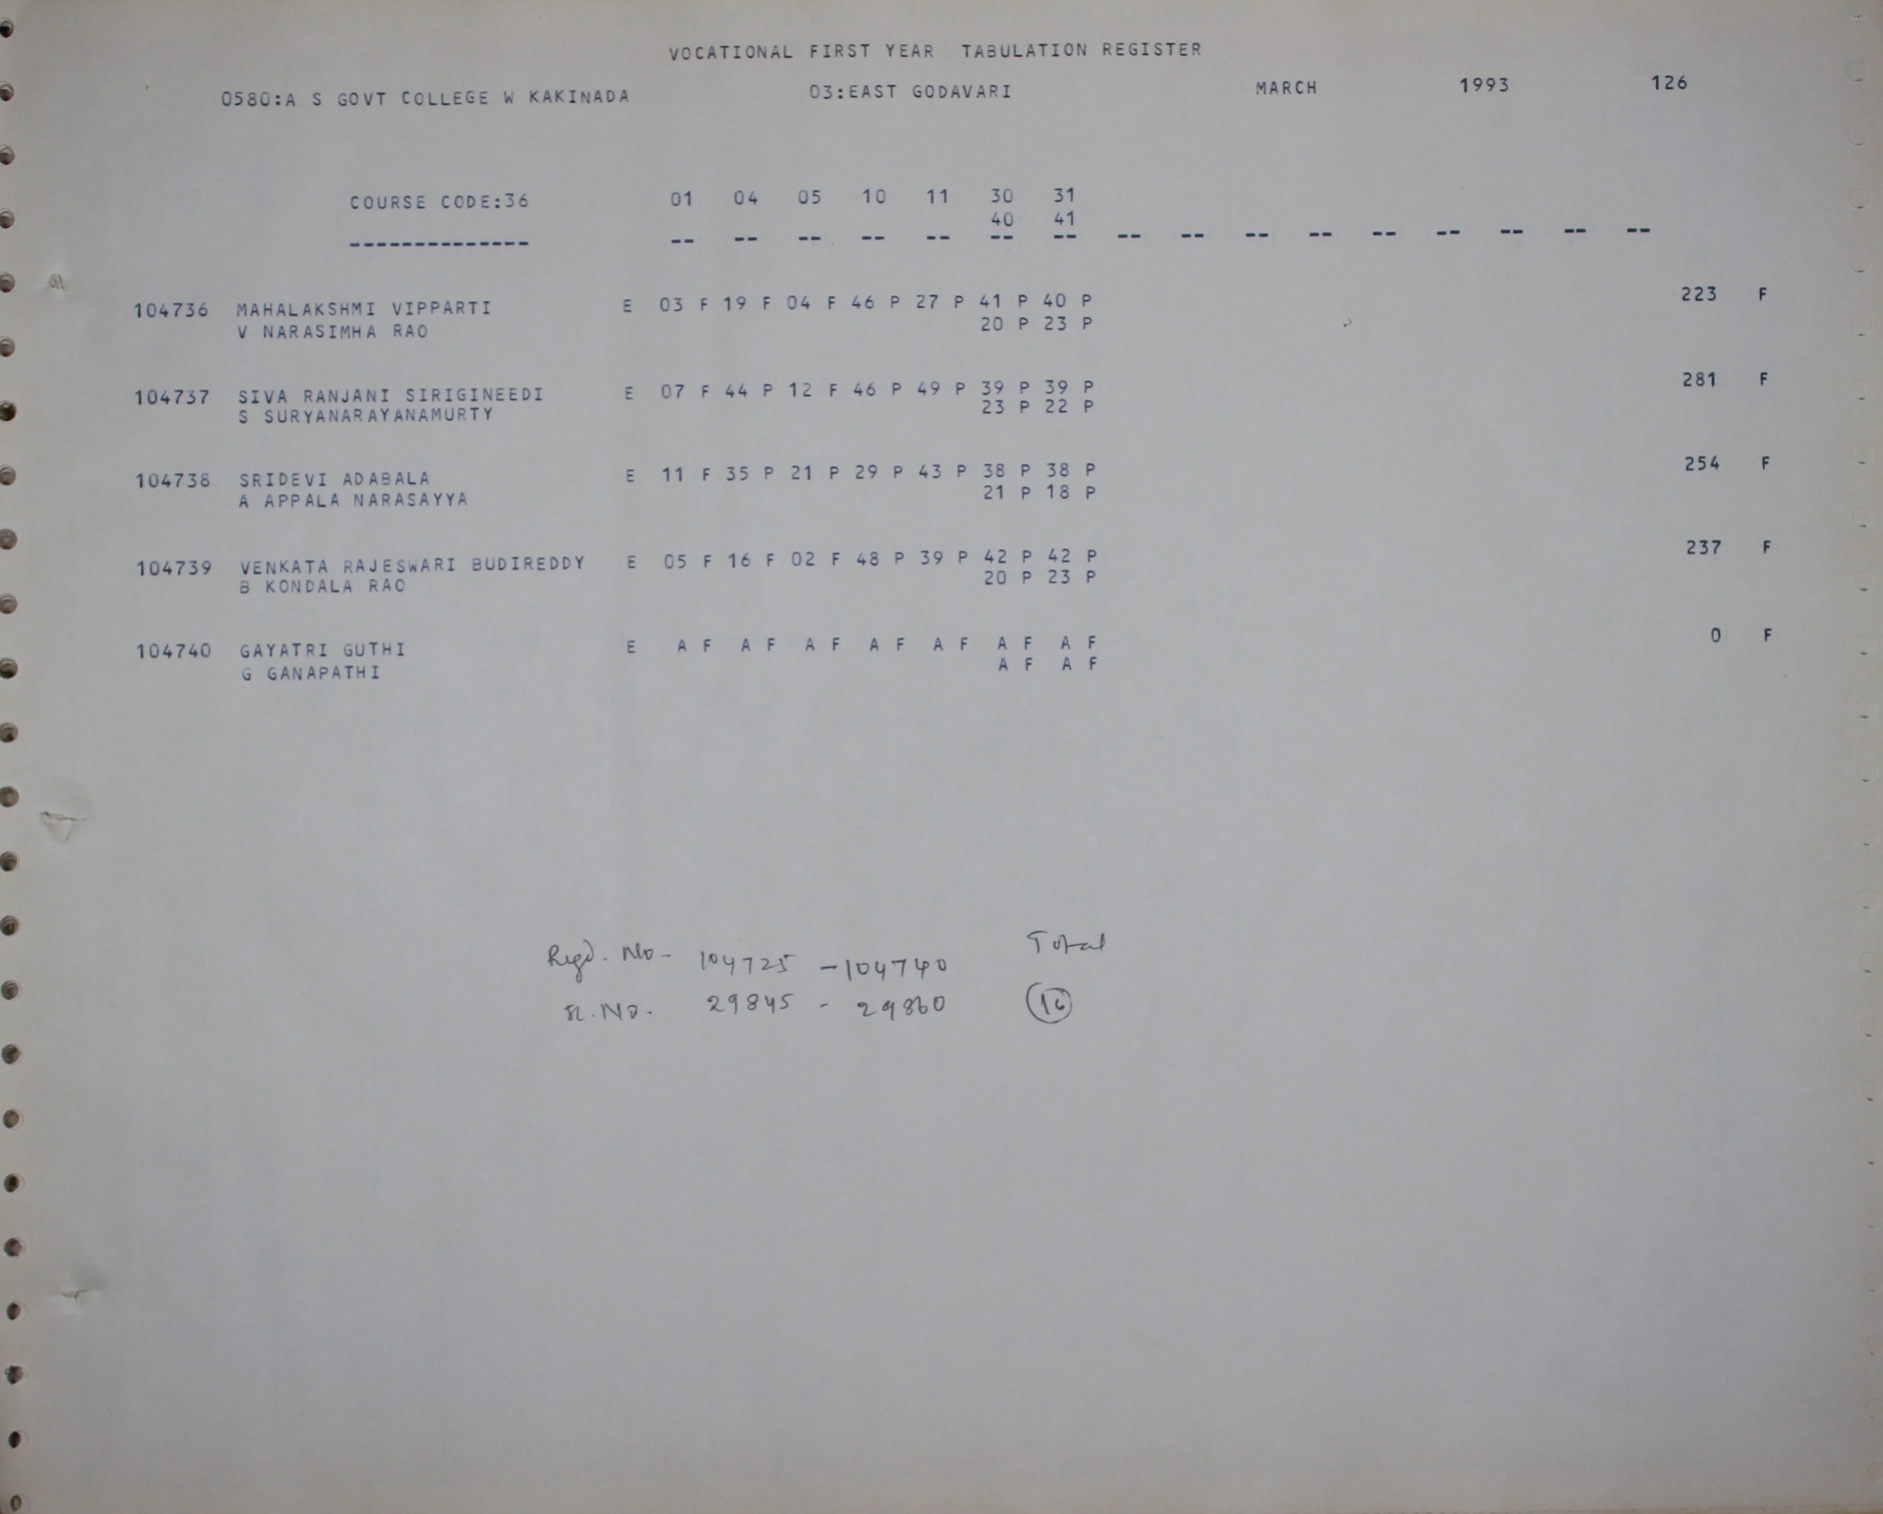 VOCATIONAL FIRST YEAR TABULATION REGISTER
0580:A S GOVT COLLEGE W KAKINADA 03:EAST GODAVARI MARCH 1993 126
COURSE CODE:36 01 04 05 10 11 30 31
40 41
-------------- -- -- -- -- -- -- -- -- -- -- -- -- -- -- -- --
104736 MAHALAKSHMI VIPPARTI E 03 F 19 F 04 F 46 P 27 P 41 P 40 P 223 F
V NARASIMHA RAO 20 P 23 P
104737 SIVA RANJANI SIRIGINEEDI E 07 F 44 P 12 F 46 P 49 P 39 P 39 P 281 F
S SURYANARAYANAMURTY 23 P 22 P
104738 SRIDEVI ADABALA E 11 F 35 P 21 P 29 P 43 P 38 P 38 P 254 F
A APPALA NARASAYYA 21 P 18 P
104739 VENKATA RAJESWARI BUDIREDDY E 05 F 16 F 02 F 48 P 39 P 42 P 42 P 237 F
B KONDALA RAO 20 P 23 P
104740 GAYATRI GUTHI E A F A F A F A F A F A F A F 0 F
G GANAPATHI A F A F
Regd. No- 104725 - 104740 Total
Sl. No. 29845 - 29860 16